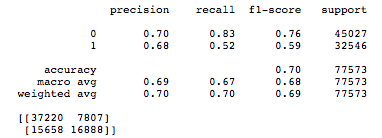 precision recall f1-score support
0 0.70 0.83 0.76 45027
1 0.68 0.52 0.59 32546
accuracy 0.70 77573
macro avg 0.69 0.67 0.68 77573
weighted avg 0.70 0.70 0.69 77573
[[37220 7807]
[15658 16888]]